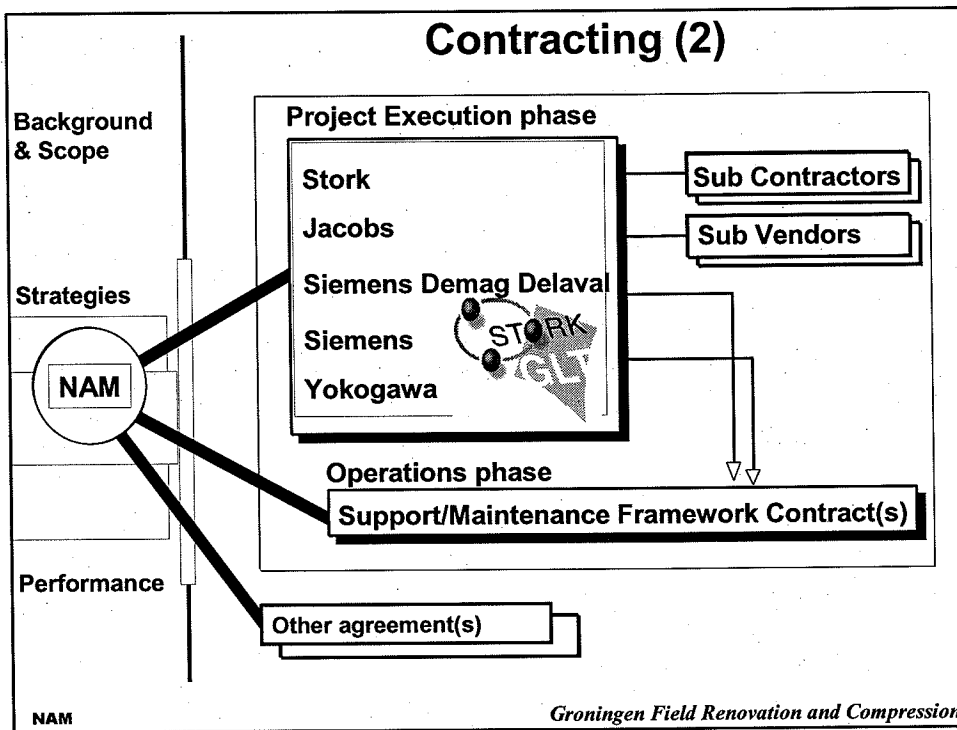 Contracting (2)
Background
& Scope
Strategies
NAM
Performance
Project Execution phase
Stork
Jacobs
Siemens Demag Delaval
Siemens
Yokogawa
STORK
GLT
Sub Contractors
Sub Vendors
Operations phase
Support/Maintenance Framework Contract(s)
Other agreement(s)
NAM
Groningen Field Renovation and Compression